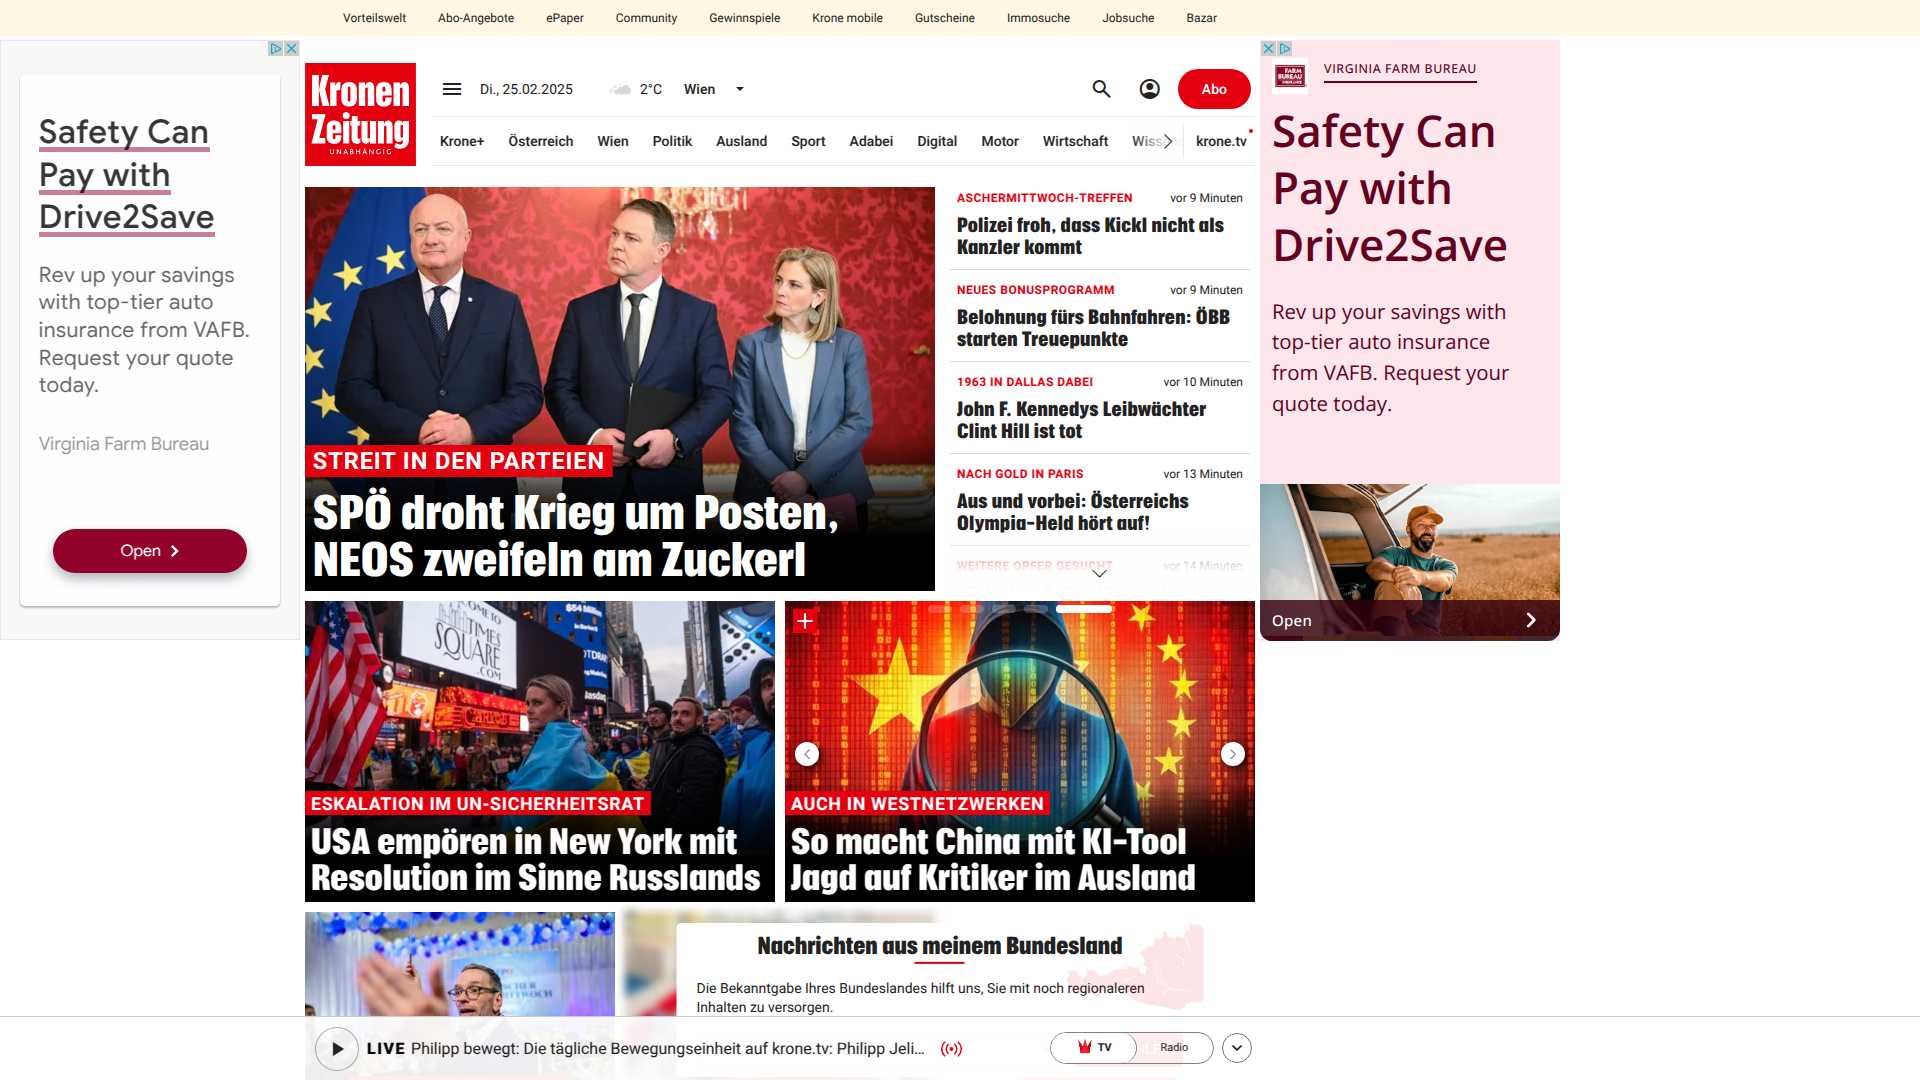 Vorteilswelt Abo-Angebote ePaper Community Gewinnspiele Krone mobile Gutscheine Immosuche Jobsuche Bazar
Safety Can
Pay with
Drive2Save
Rev up your savings
with top-tier auto
insurance from VAFB.
Request your quote
today.
Virginia Farm Bureau
Open
Kronen
Zeitung
UNABHÄNGIG
Di., 25.02.2025 2°C Wien
Abo
Krone+ Österreich Wien Politik Ausland Sport Adabei Digital Motor Wirtschaft Wiss krone.tv
STREIT IN DEN PARTEIEN
SPÖ droht Krieg um Posten,
NEOS zweifeln am Zuckerl
ASCHERMITTWOCH-TREFFEN vor 9 Minuten
Polizei froh, dass Kickl nicht als
Kanzler kommt
NEUES BONUSPROGRAMM vor 9 Minuten
Belohnung fürs Bahnfahren: ÖBB
starten Treuepunkte
1963 IN DALLAS DABEI vor 10 Minuten
John F. Kennedys Leibwächter
Clint Hill ist tot
NACH GOLD IN PARIS vor 13 Minuten
Aus und vorbei: Österreichs
Olympia-Held hört auf!
WEITERE OPFER GESUCHT vor 14 Minuten
FARM
BUREAU
VIRGINIA FARM BUREAU
Safety Can
Pay with
Drive2Save
Rev up your savings with
top-tier auto insurance
from VAFB. Request your
quote today.
Open
TIMES
SQUARE
.COM
ESKALATION IM UN-SICHERHEITSRAT
USA empören in New York mit
Resolution im Sinne Russlands
AUCH IN WESTNETZWERKEN
So macht China mit KI-Tool
Jagd auf Kritiker im Ausland
Nachrichten aus meinem Bundesland
Die Bekanntgabe Ihres Bundeslandes hilft uns, Sie mit noch regionaleren
Inhalten zu versorgen.
LIVE Philipp bewegt: Die tägliche Bewegungseinheit auf krone.tv: Philipp Jeli...
TV Radio